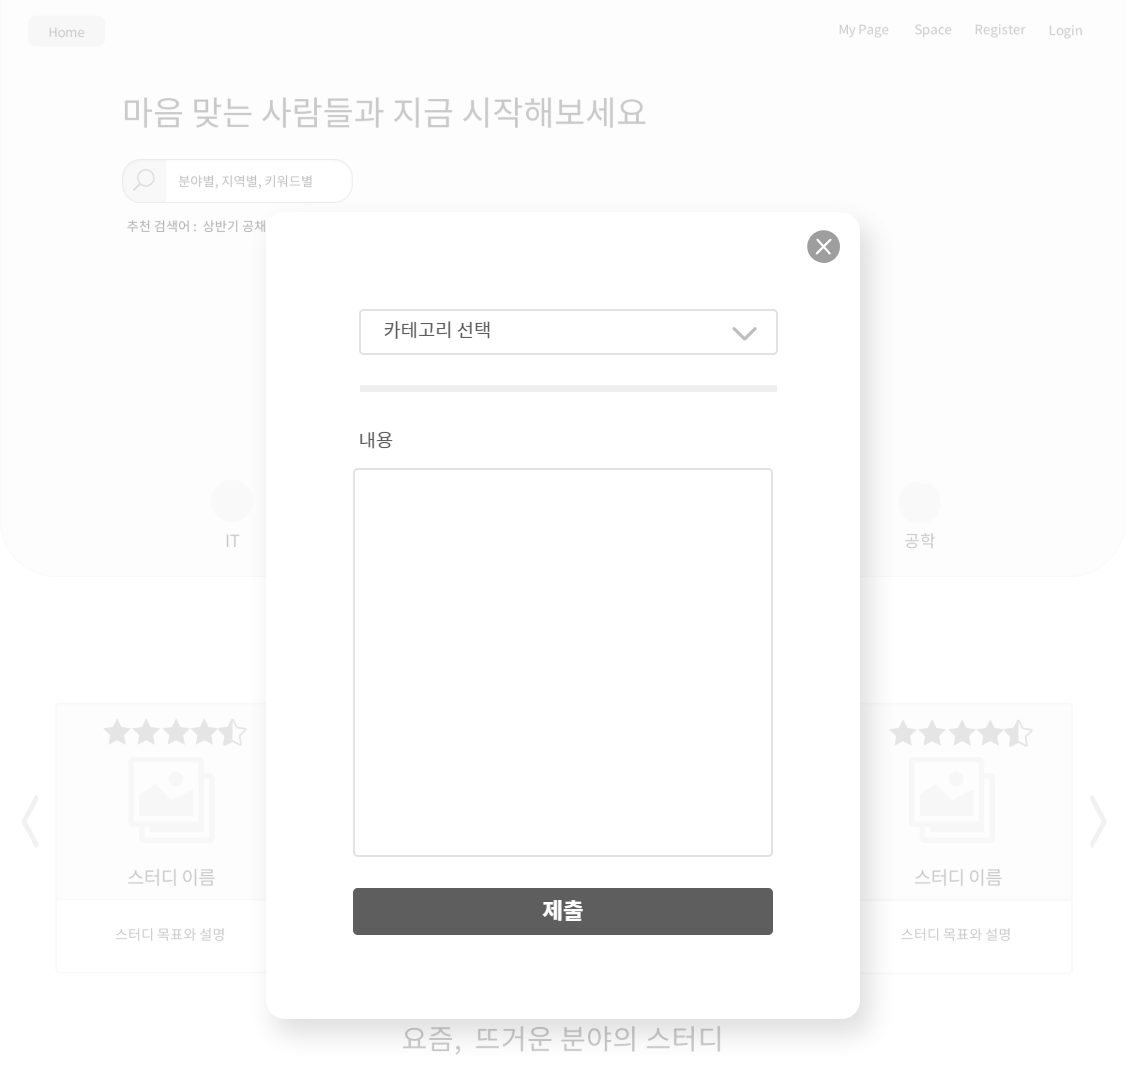 Home
My Page
Space
Register
Login
마음 맞는 사람들과 지금 시작해보세요
분야별, 지역별, 키워드별
추천 검색어 : 상반기 공채
카테고리 선택
내용
IT
공학
제출
스터디 이름
스터디 목표와 설명
스터디 이름
스터디 목표와 설명
요즘, 뜨거운 분야의 스터디